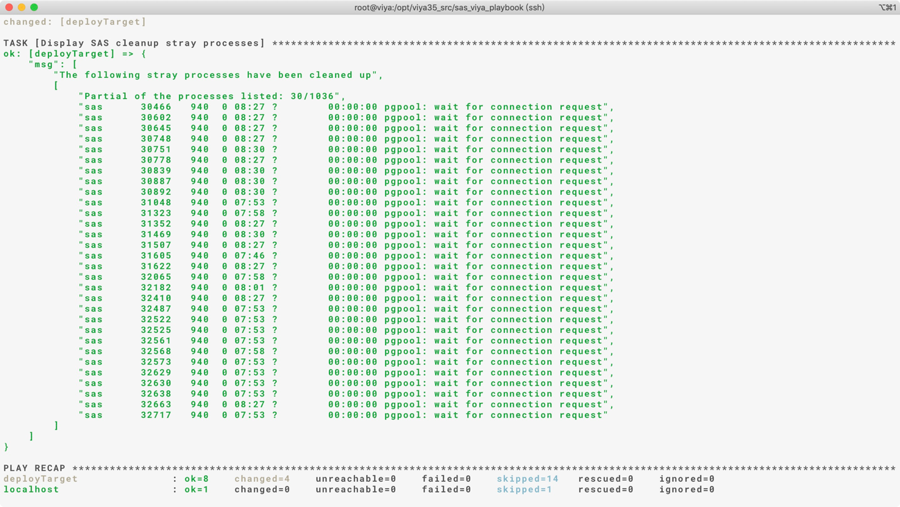 root@viya:/opt/viya35_src/sas_viya_playbook (ssh)
⌥⌘1
changed: [deployTarget]
TASK [Display SAS cleanup stray processes] ******************************************************************************************************
ok: [deployTarget] => {
    "msg": [
        "The following stray processes have been cleaned up",
        [
            "Partial of the processes listed: 30/1036",
            "sas      30466   940  0 08:27 ?        00:00:00 pgpool: wait for connection request",
            "sas      30602   940  0 08:27 ?        00:00:00 pgpool: wait for connection request",
            "sas      30645   940  0 08:27 ?        00:00:00 pgpool: wait for connection request",
            "sas      30748   940  0 08:27 ?        00:00:00 pgpool: wait for connection request",
            "sas      30751   940  0 08:30 ?        00:00:00 pgpool: wait for connection request",
            "sas      30778   940  0 08:27 ?        00:00:00 pgpool: wait for connection request",
            "sas      30839   940  0 08:30 ?        00:00:00 pgpool: wait for connection request",
            "sas      30887   940  0 08:30 ?        00:00:00 pgpool: wait for connection request",
            "sas      30892   940  0 08:30 ?        00:00:00 pgpool: wait for connection request",
            "sas      31048   940  0 07:53 ?        00:00:00 pgpool: wait for connection request",
            "sas      31323   940  0 07:58 ?        00:00:00 pgpool: wait for connection request",
            "sas      31352   940  0 08:27 ?        00:00:00 pgpool: wait for connection request",
            "sas      31469   940  0 08:30 ?        00:00:00 pgpool: wait for connection request",
            "sas      31507   940  0 08:27 ?        00:00:00 pgpool: wait for connection request",
            "sas      31605   940  0 07:46 ?        00:00:00 pgpool: wait for connection request",
            "sas      31622   940  0 08:27 ?        00:00:00 pgpool: wait for connection request",
            "sas      32065   940  0 07:58 ?        00:00:00 pgpool: wait for connection request",
            "sas      32182   940  0 08:01 ?        00:00:00 pgpool: wait for connection request",
            "sas      32410   940  0 08:27 ?        00:00:00 pgpool: wait for connection request",
            "sas      32487   940  0 07:53 ?        00:00:00 pgpool: wait for connection request",
            "sas      32522   940  0 07:53 ?        00:00:00 pgpool: wait for connection request",
            "sas      32525   940  0 07:53 ?        00:00:00 pgpool: wait for connection request",
            "sas      32561   940  0 07:53 ?        00:00:00 pgpool: wait for connection request",
            "sas      32568   940  0 07:58 ?        00:00:00 pgpool: wait for connection request",
            "sas      32573   940  0 07:53 ?        00:00:00 pgpool: wait for connection request",
            "sas      32629   940  0 07:53 ?        00:00:00 pgpool: wait for connection request",
            "sas      32630   940  0 07:53 ?        00:00:00 pgpool: wait for connection request",
            "sas      32638   940  0 07:53 ?        00:00:00 pgpool: wait for connection request",
            "sas      32663   940  0 08:27 ?        00:00:00 pgpool: wait for connection request",
            "sas      32717   940  0 07:53 ?        00:00:00 pgpool: wait for connection request"
        ]
    ]
}
PLAY RECAP **************************************************************************************************************************************
deployTarget               : ok=8    changed=4    unreachable=0    failed=0    skipped=14   rescued=0    ignored=0
localhost                  : ok=1    changed=0    unreachable=0    failed=0    skipped=1    rescued=0    ignored=0